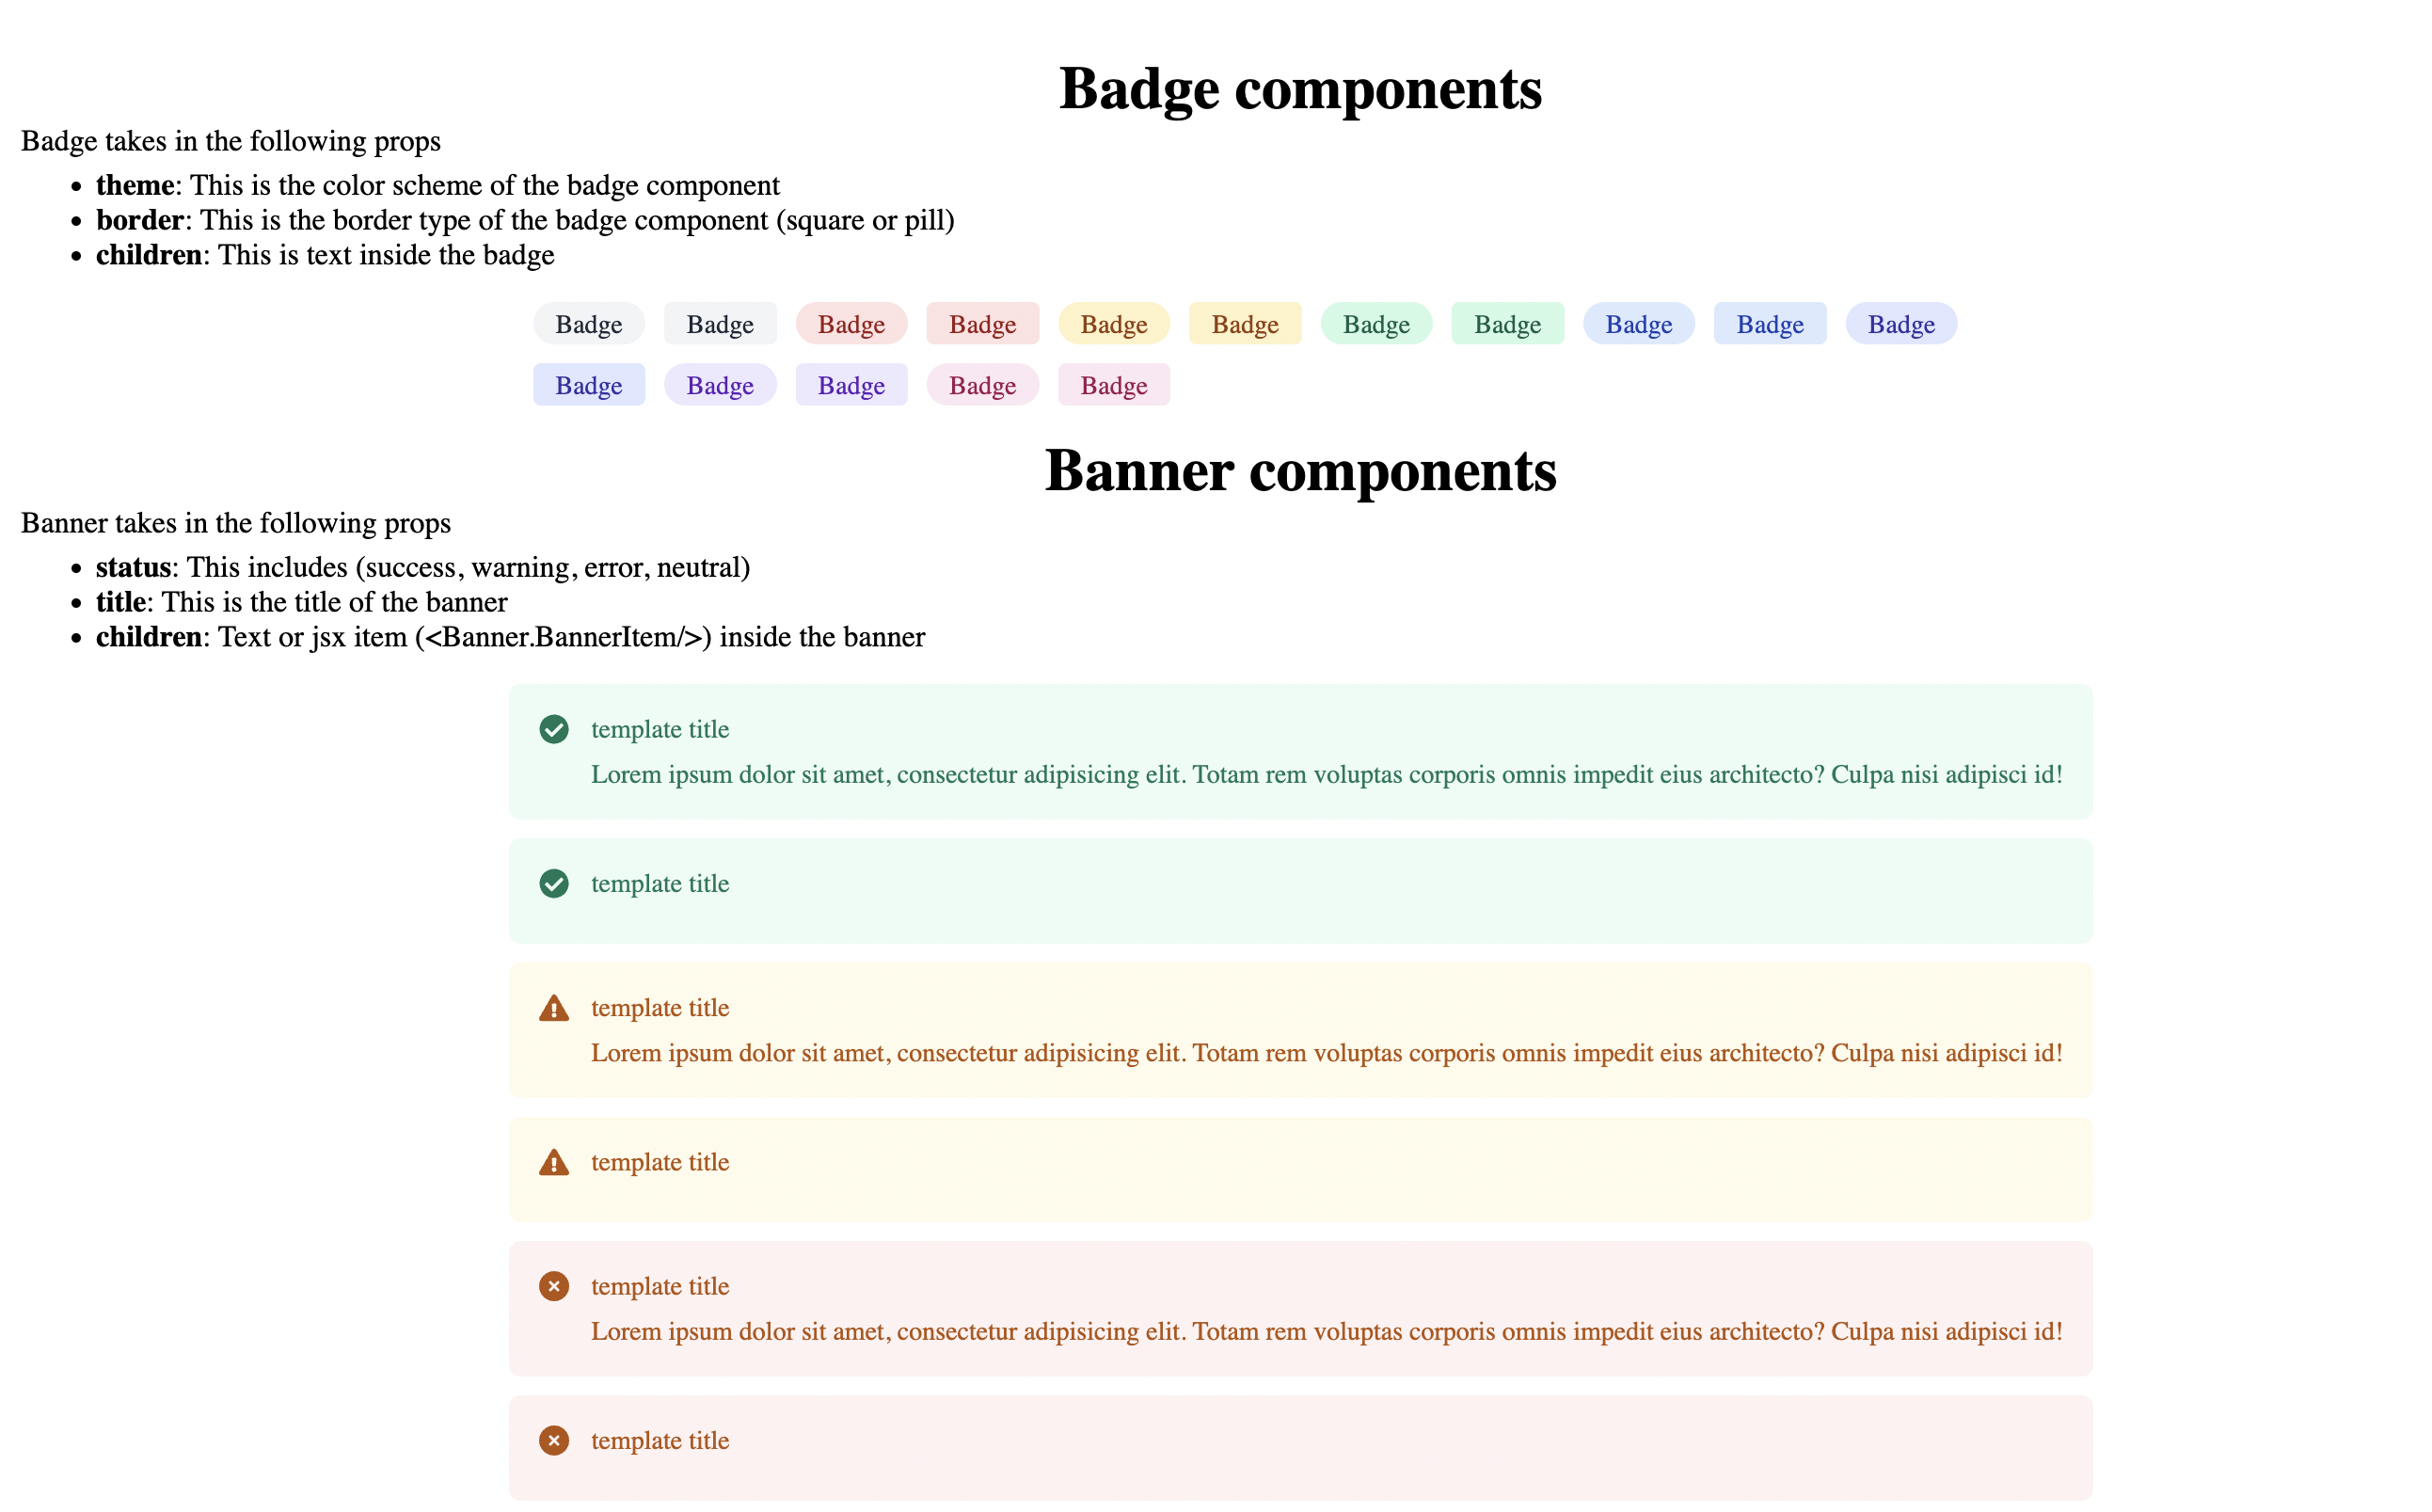 Badge components
Badge takes in the following props
• theme: This is the color scheme of the badge component
• border: This is the border type of the badge component (square or pill)
• children: This is text inside the badge
Badge Badge Badge Badge Badge Badge Badge Badge Badge Badge Badge
Badge Badge Badge Badge Badge
Banner components
Banner takes in the following props
• status: This includes (success, warning, error, neutral)
• title: This is the title of the banner
• children: Text or jsx item (<Banner.BannerItem/>) inside the banner
template title
Lorem ipsum dolor sit amet, consectetur adipisicing elit. Totam rem voluptas corporis omnis impedit eius architecto? Culpa nisi adipisci id!
template title
template title
Lorem ipsum dolor sit amet, consectetur adipisicing elit. Totam rem voluptas corporis omnis impedit eius architecto? Culpa nisi adipisci id!
template title
template title
Lorem ipsum dolor sit amet, consectetur adipisicing elit. Totam rem voluptas corporis omnis impedit eius architecto? Culpa nisi adipisci id!
template title